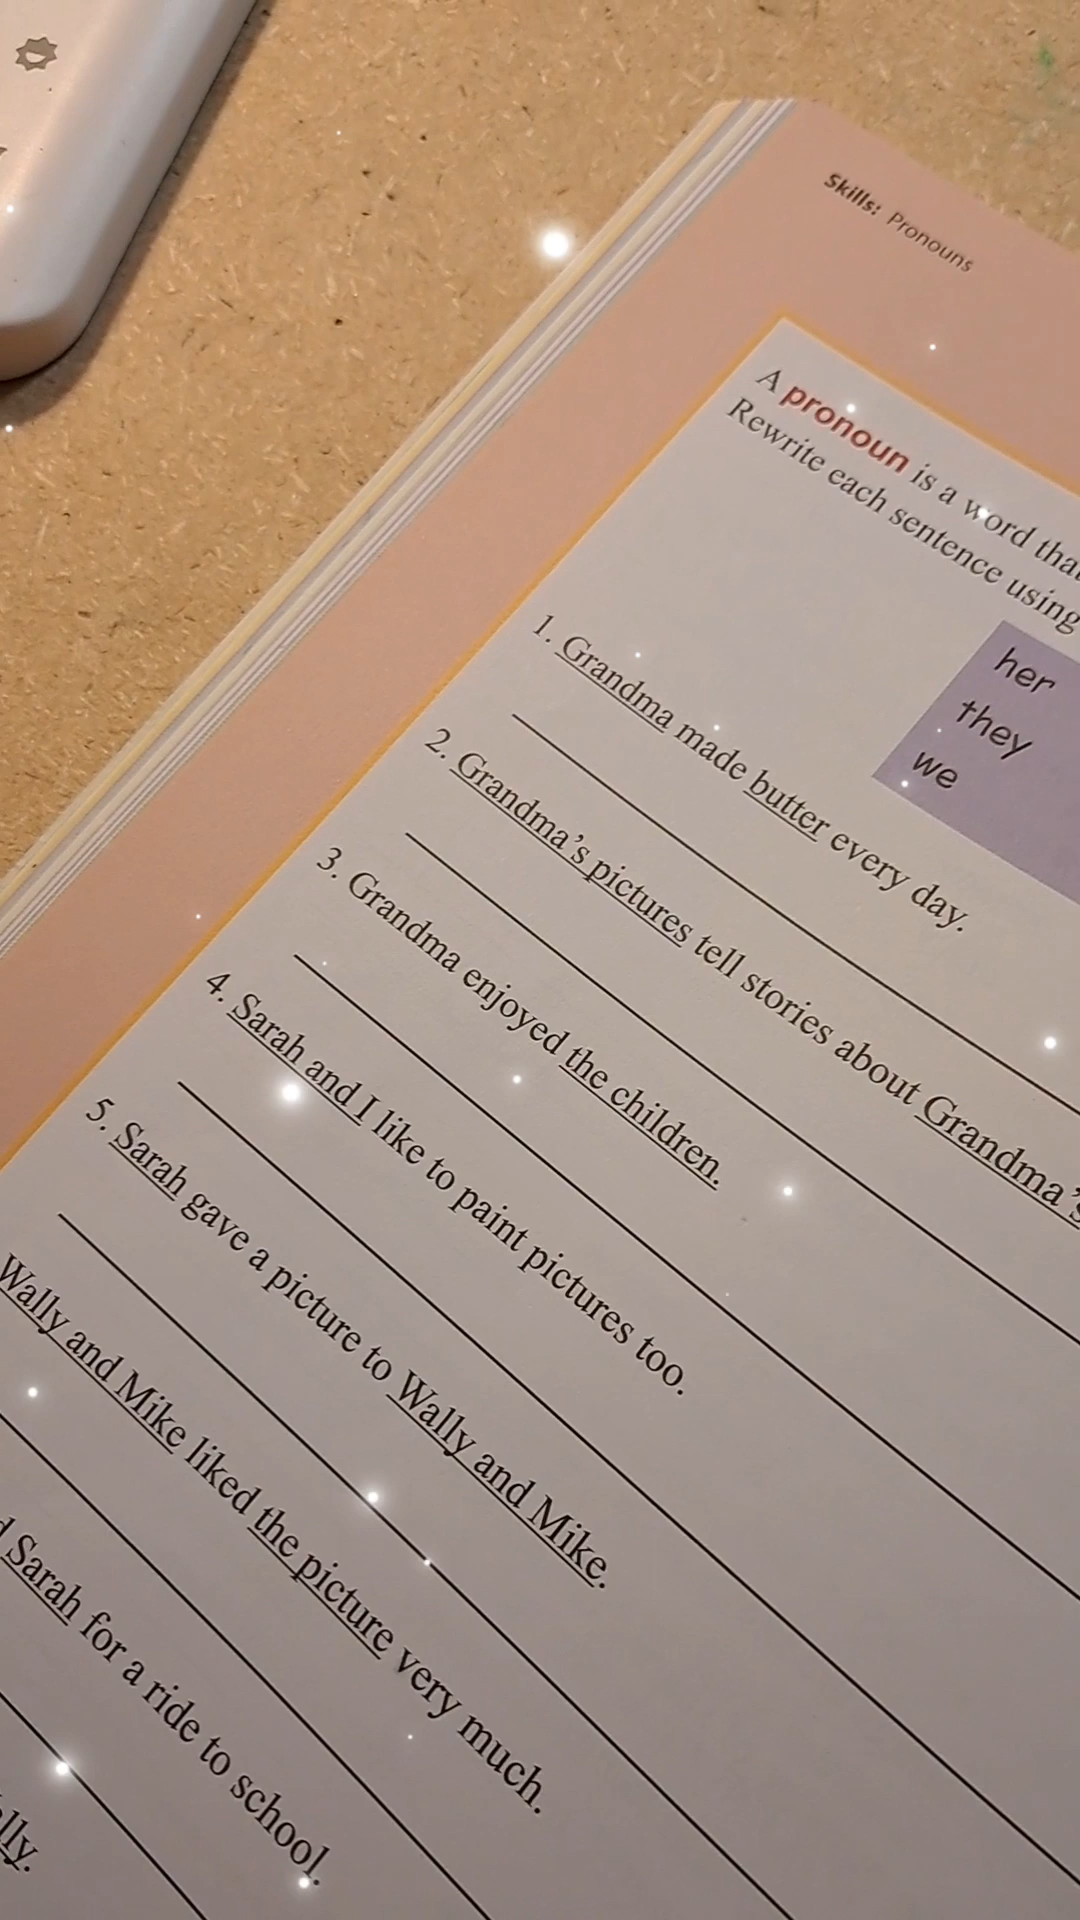 Skills: Pronouns
A pronoun is a word
Rewrite each sentence using
her
they
we
1. Grandma made butter every day.
2. Grandma's pictures tell stories about Grandma's
3. Grandma enjoyed the children.
4. Sarah and I like to paint pictures too.
5. Sarah gave a picture to Wally and Mike.
Wally and Mike liked the picture very much.
Sarah for a ride to school.